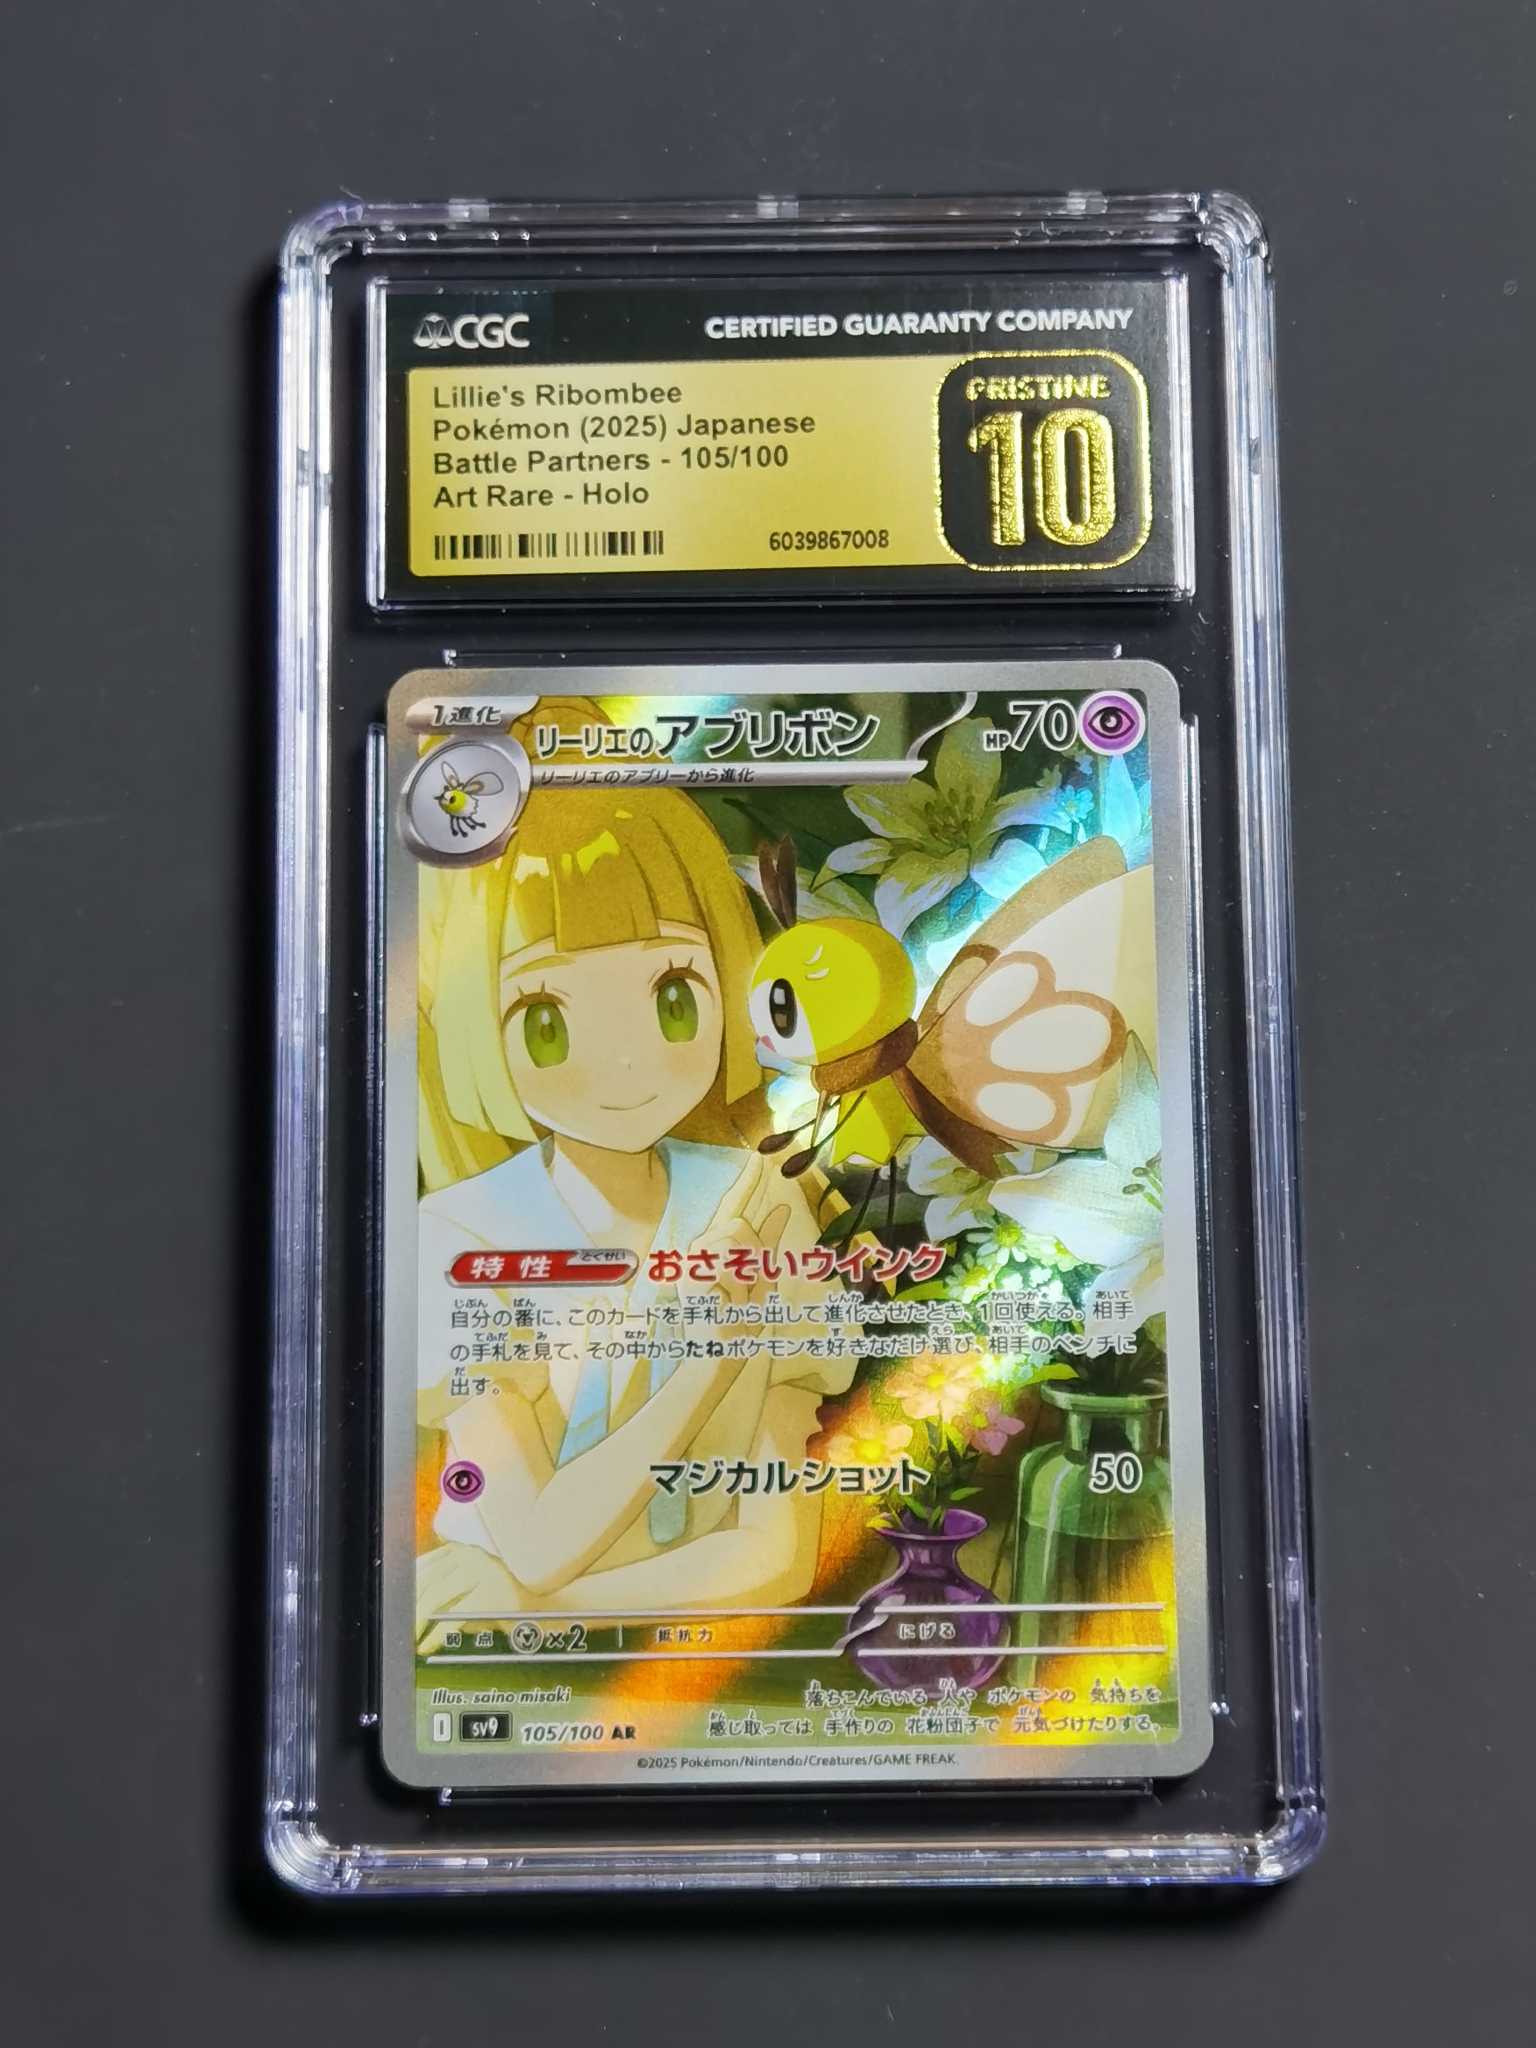 CGC
CERTIFIED GUARANTY COMPANY
Lillie's Ribombee
Pokémon (2025) Japanese
Battle Partners - 105/100
Art Rare - Holo
6039867008
PRISTINE
10
1進化
リーリエのアブリボン
HP70
リーリエのアブリーから進化
特性
とくせい
おさそいウインク
自分の番に、このカードを手札から出して進化させたとき、1回使える。相手
の手札を見て、その中からたねポケモンを好きなだけ選び、相手のベンチに
出す。
マジカルショット 50
弱点 ×2 抵抗力 にげる
Illus. saino misaki
落ちこんでいる 人や ポケモンの 気持ちを
感じ取っては 手作りの 花粉団子で 元気づけたりする。
I sv9 105/100 AR
©2025 Pokémon/Nintendo/Creatures/GAME FREAK.